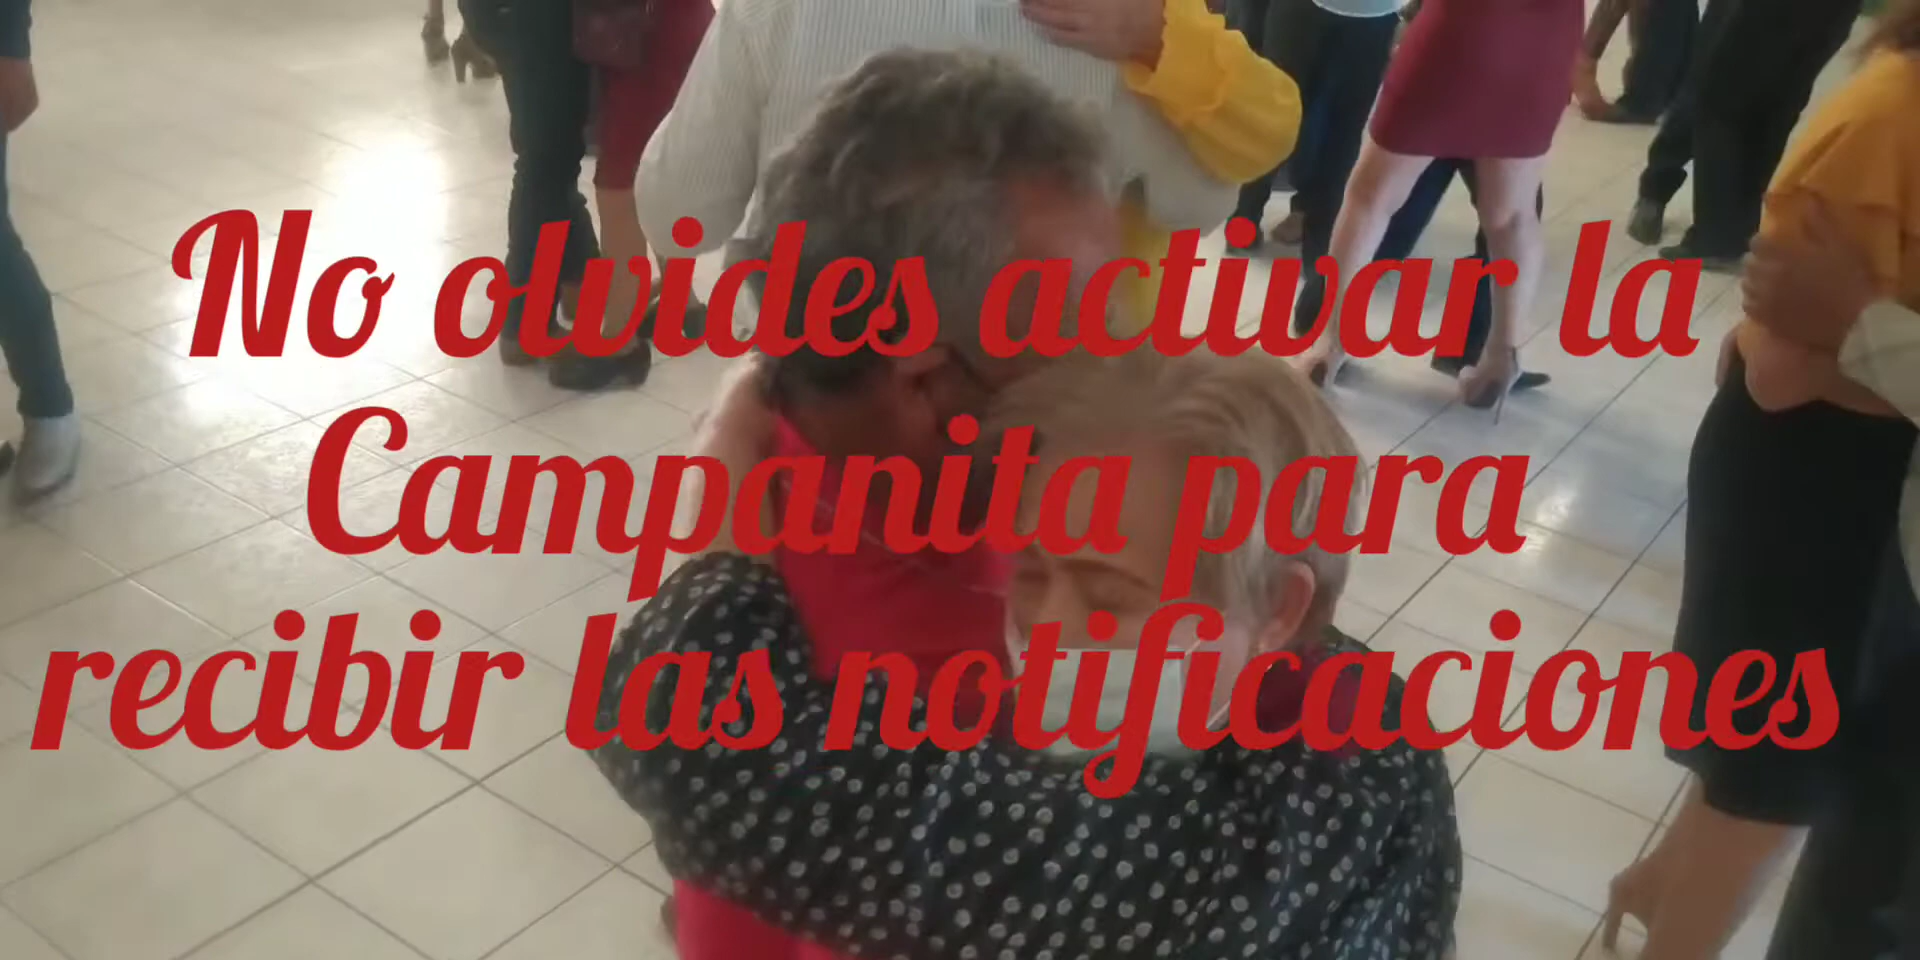 No olvides activar la
Campanita para
recibir las notificaciones